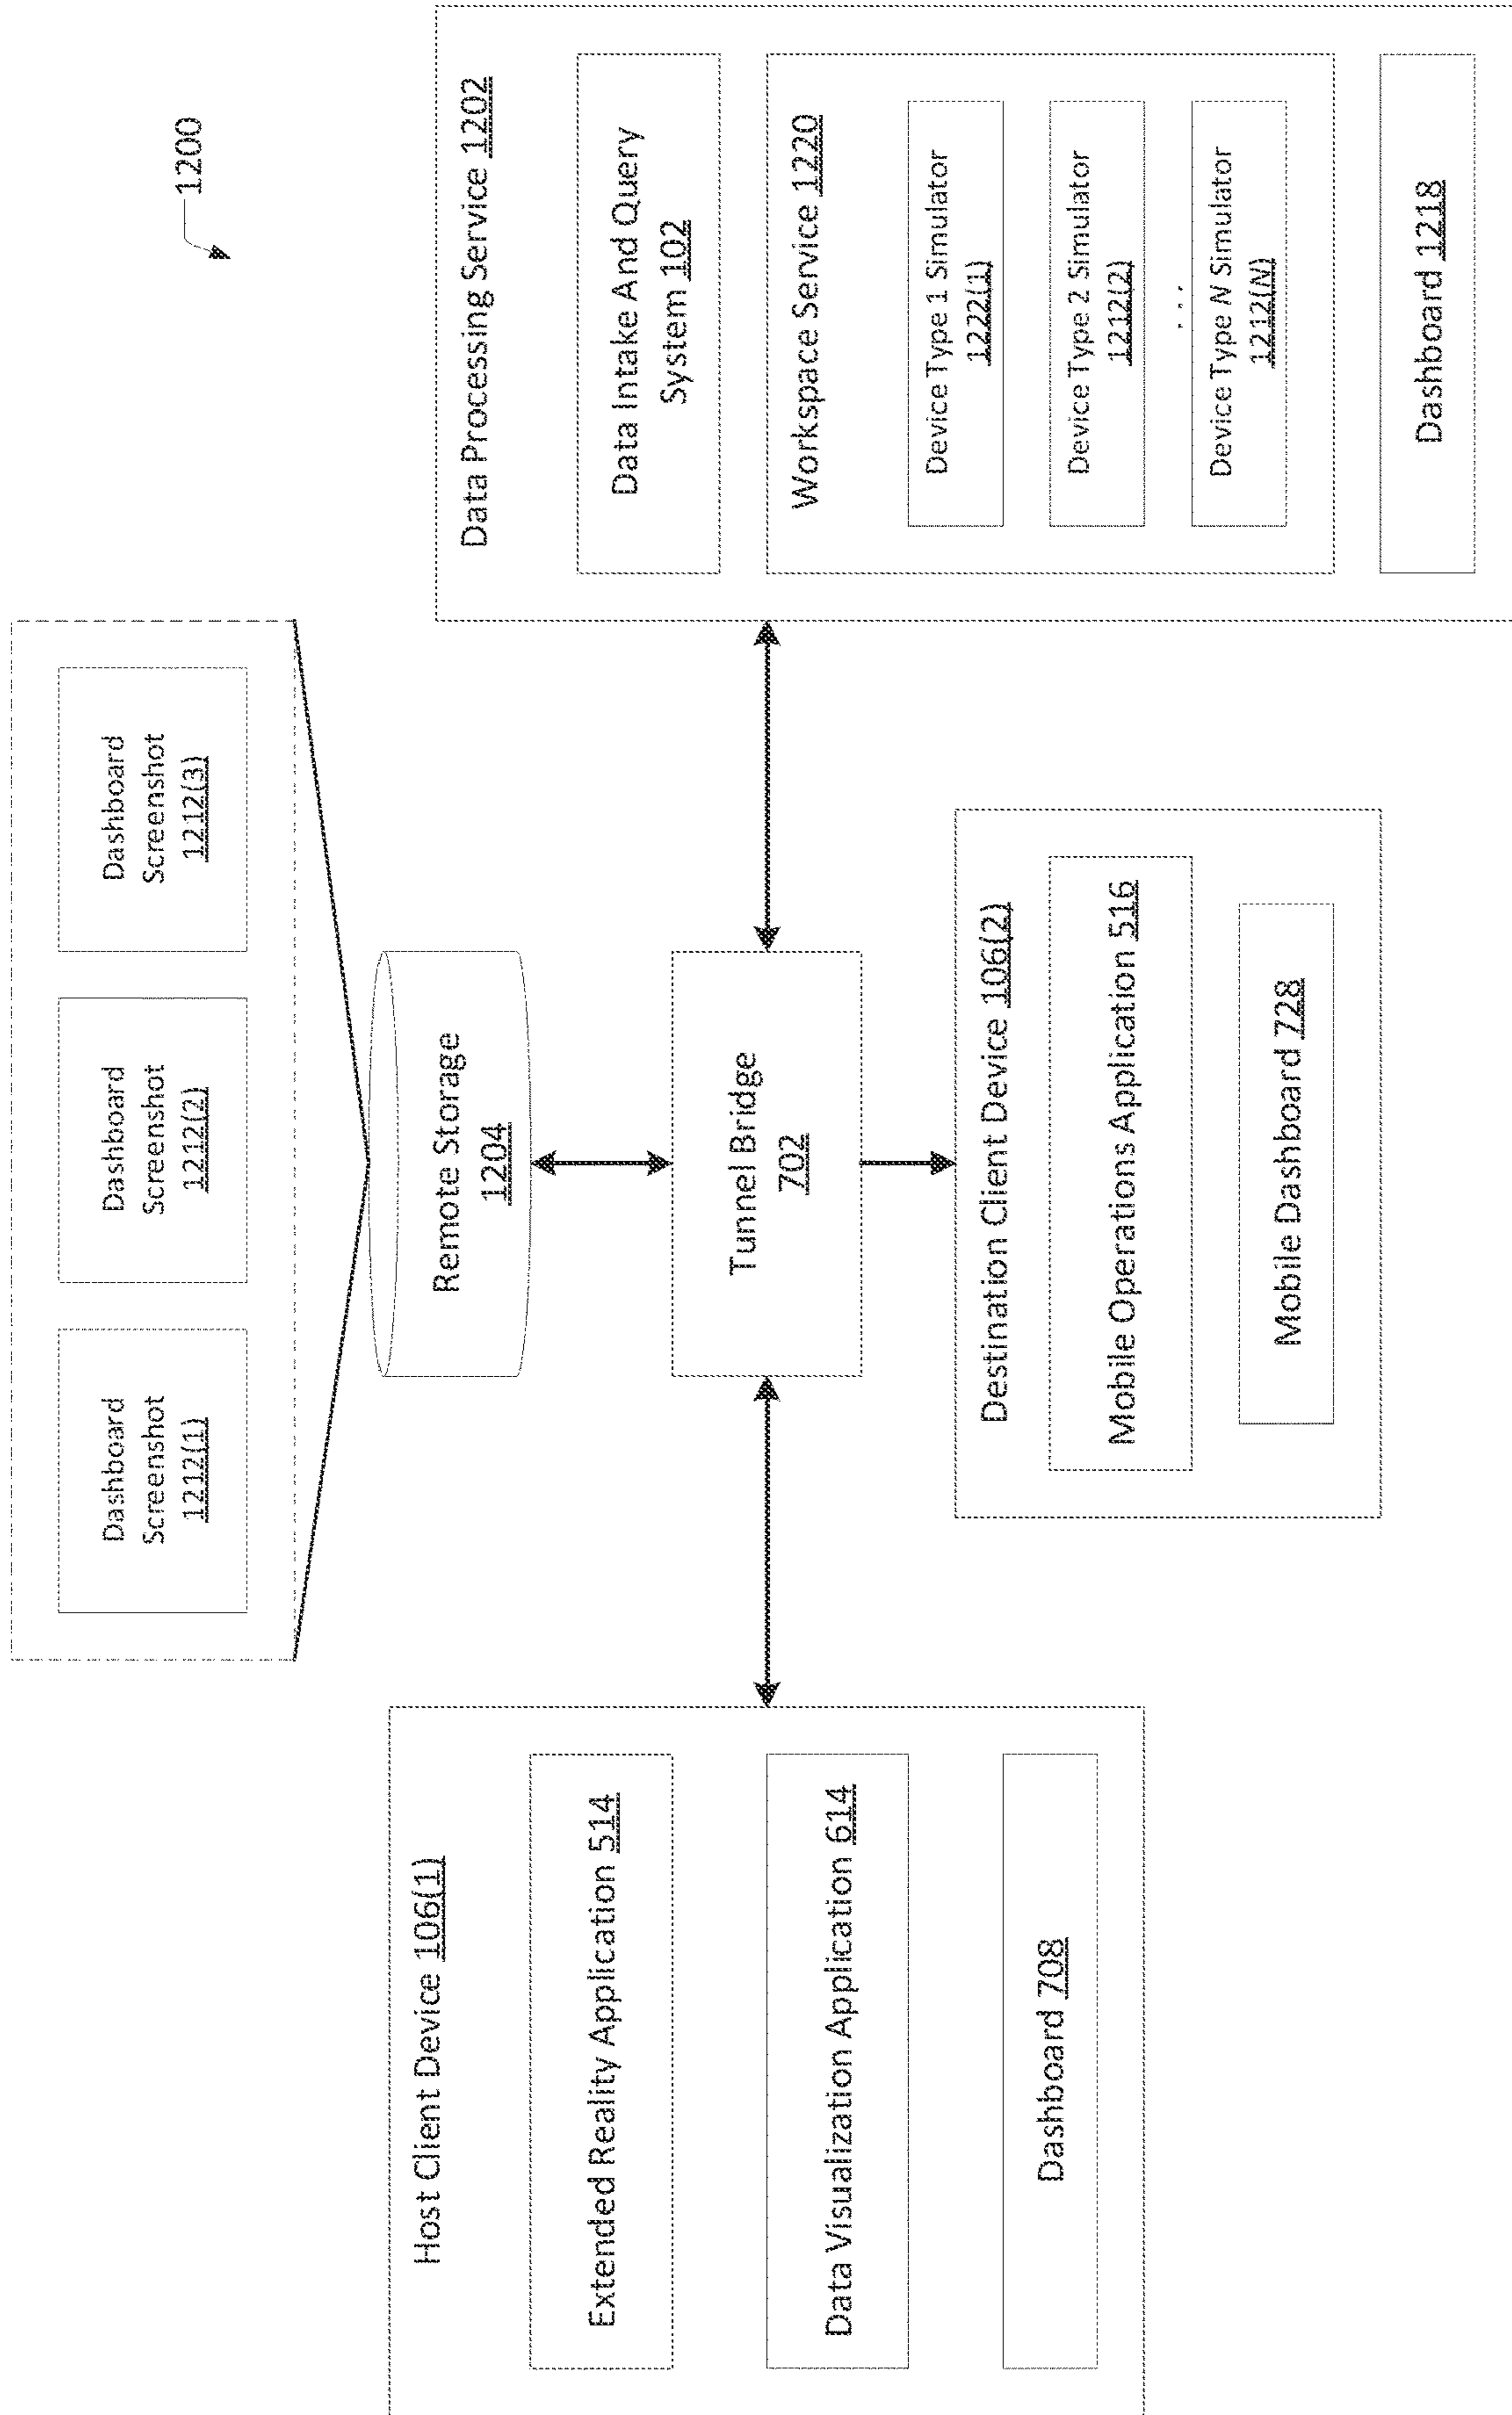 1200
Dashboard
Screenshot
1212(1)
Dashboard
Screenshot
1212(2)
Dashboard
Screenshot
1212(3)
Remote Storage
1204
Host Client Device 106(1)
Extended Reality Application 514
Data Visualization Application 614
Dashboard 708
Tunnel Bridge
702
Destination Client Device 106(2)
Mobile Operations Application 516
Mobile Dashboard 728
Data Processing Service 1202
Data Intake And Query
System 102
Workspace Service 1220
Device Type 1 Simulator
1222(1)
Device Type 2 Simulator
1212(2)
...
Device Type N Simulator
1212(N)
Dashboard 1218